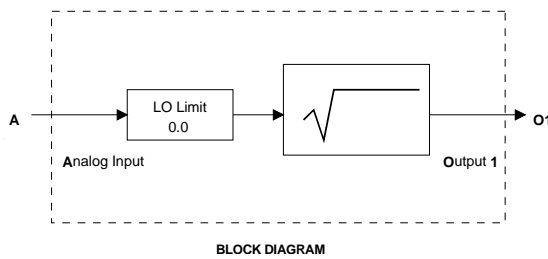 LO Limit
0.0
A
O1
Analog Input
Output 1
BLOCK DIAGRAM